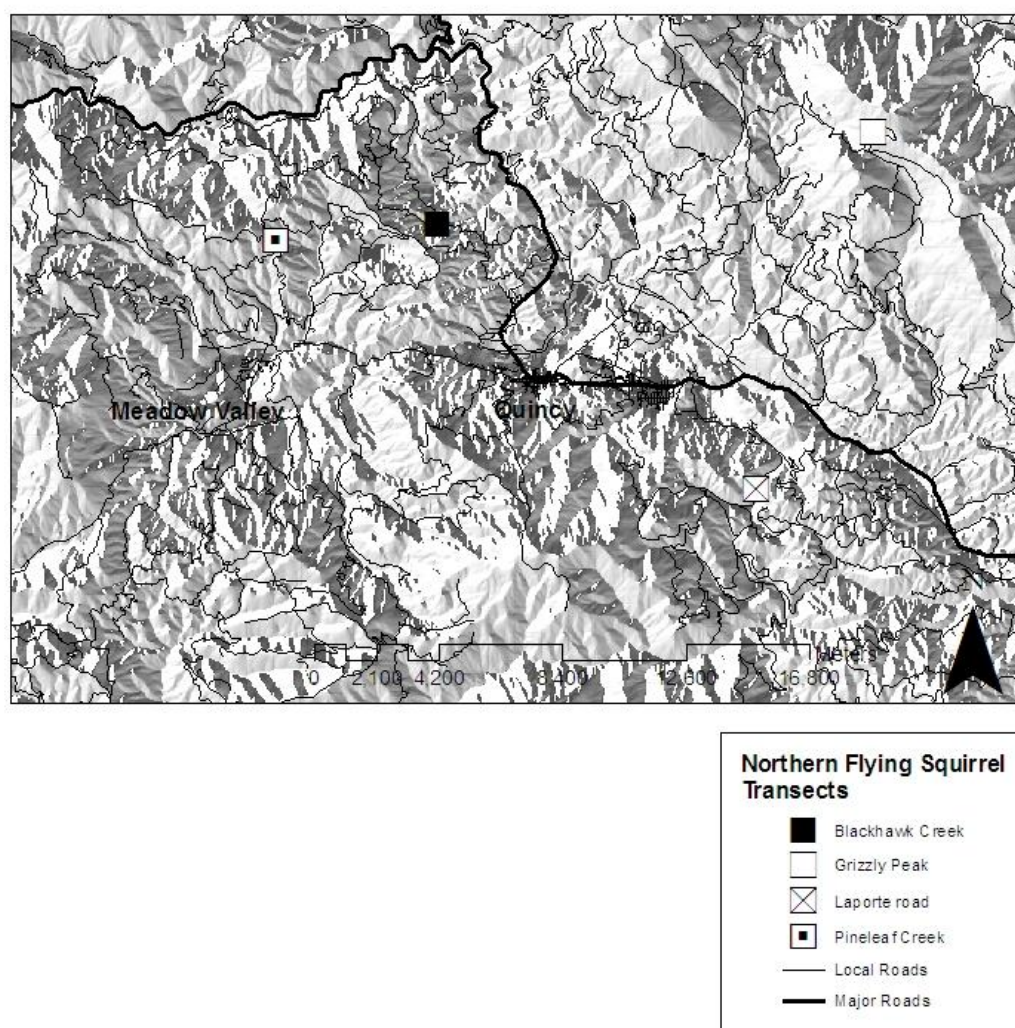 Meadow Valley
Quincy
Meters
0 2,100 4,200 8,400 12,600 16,800
Northern Flying Squirrel
Transects
Blackhawk Creek
Grizzly Peak
Laporte road
Pineleaf Creek
Local Roads
Major Roads